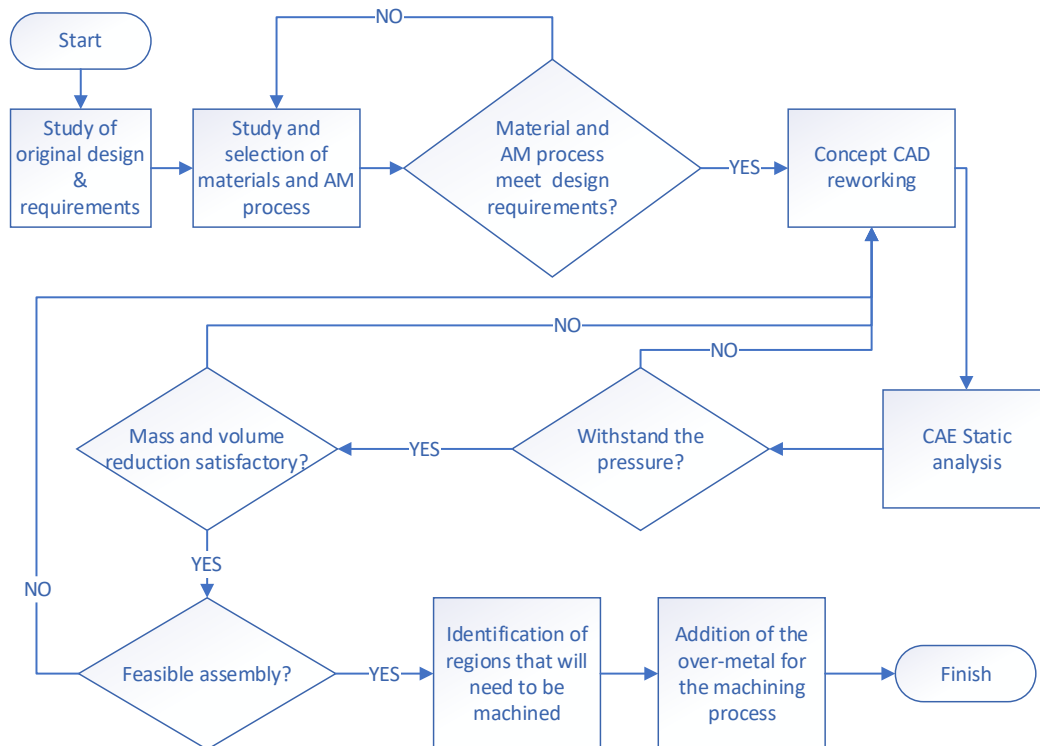 Start
Study of
original design
&
requirements
Study and
selection of
materials and AM
process
NO
Material and
AM process
meet design
requirements?
YES
Concept CAD
reworking
NO
NO
Mass and volume
reduction satisfactory?
YES
Withstand the
pressure?
CAE Static
analysis
YES
NO
Feasible assembly?
YES
Identification of
regions that will
need to be
machined
Addition of the
over-metal for
the machining
process
Finish